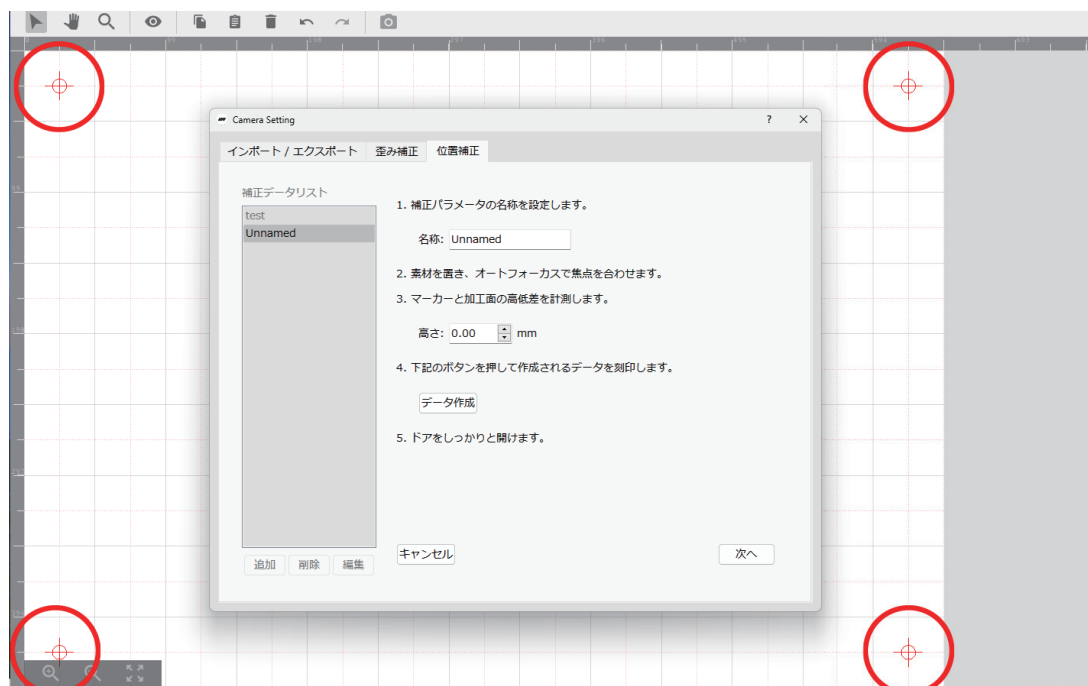 Camera Setting
?
インポート / エクスポート
歪み補正
位置補正
補正データリスト
test
Unnamed
1. 補正パラメータの名称を設定します。
名称: Unnamed
2. 素材を置き、オートフォーカスで焦点を合わせます。
3. マーカーと加工面の高低差を計測します。
高さ: 0.00 mm
4. 下記のボタンを押して作成されるデータを刻印します。
データ作成
5. ドアをしっかりと開けます。
追加 削除 編集
キャンセル
次へ